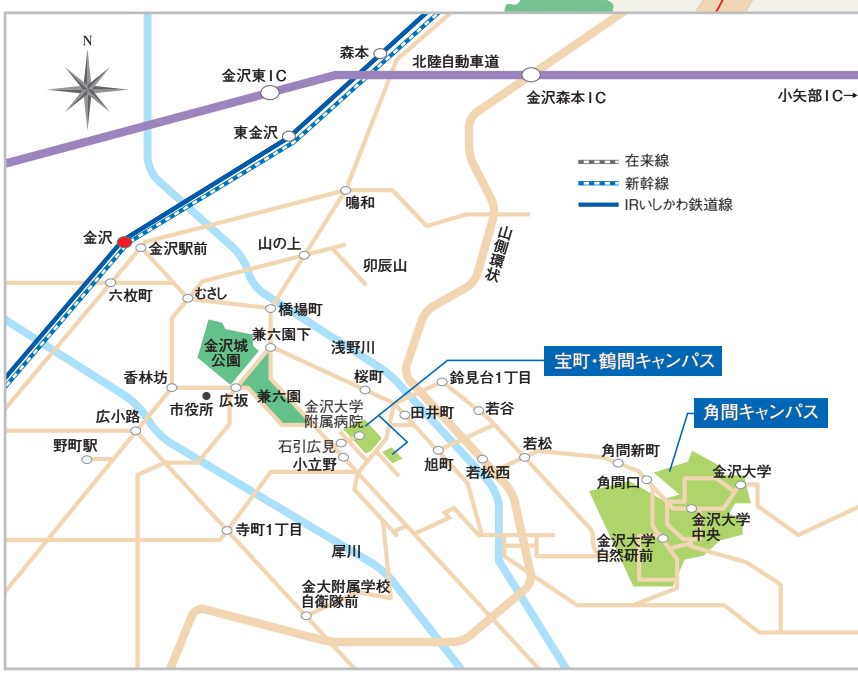 N
森本
北陸自動車道
金沢東IC
金沢森本IC
小矢部IC→
東金沢
在来線
新幹線
IRいしかわ鉄道線
鳴和
金沢
金沢駅前
山の上
山側環状
卯辰山
六枚町
むさし
橋場町
兼六園下
浅野川
金沢城
公園
宝町・鶴間キャンパス
香林坊
桜町
鈴見台1丁目
市役所
広坂
兼六園
金沢大学
附属病院
田井町
若谷
角間キャンパス
広小路
野町駅
石引広見
小立野
旭町
若松西
若松
角間新町
角間口
金沢大学
金沢大学
中央
金沢大学
自然研前
寺町1丁目
犀川
金大附属学校
自衛隊前